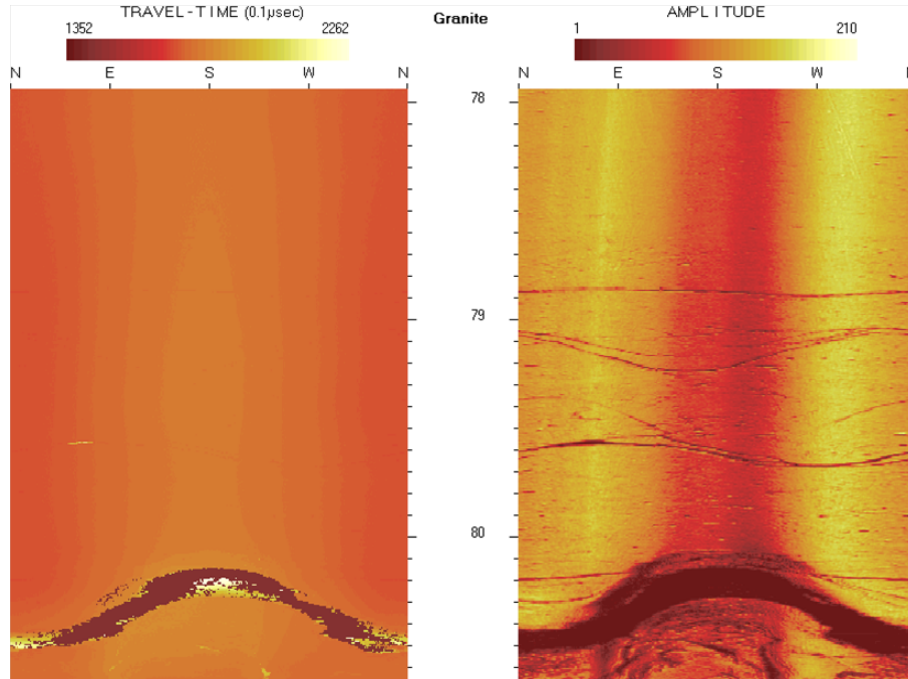 TRAVEL-TIME (0.1µsec)
1352 2262
N E S W N
Granite
AMPLITUDE
1 210
N E S W
78
79
80